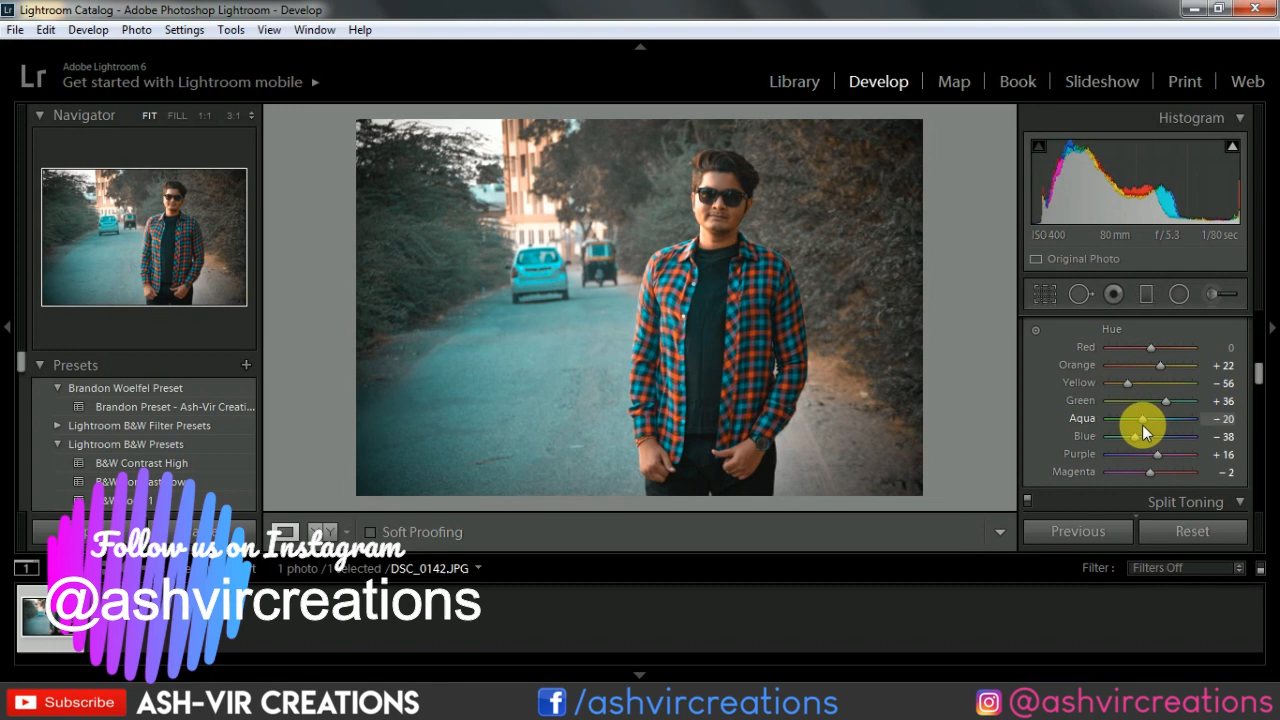 Lr Lightroom Catalog - Adobe Photoshop Lightroom - Develop
File Edit Develop Photo Settings Tools View Window Help
Lr Adobe Lightroom 6
Get started with Lightroom mobile
Library Develop Map Book Slideshow Print Web
Navigator FIT FILL 1:1 3:1
Presets +
Brandon Woelfel Preset
Brandon Preset - Ash-Vir Creati...
Lightroom B&W Filter Presets
Lightroom B&W Presets
B&W Contrast High
Histogram
ISO 400 80 mm f / 5.3 1/80 sec
Original Photo
Hue
Red 0
Orange + 22
Yellow - 56
Green + 36
Aqua - 20
Blue - 38
Purple + 16
Magenta - 2
Split Toning
Previous Reset
Soft Proofing
Follow us on Instagram
@ashvircreations
1 1 photo / 1 selected / DSC_0142.JPG
Filter : Filters Off
Subscribe ASH-VIR CREATIONS /ashvircreations @ashvircreations